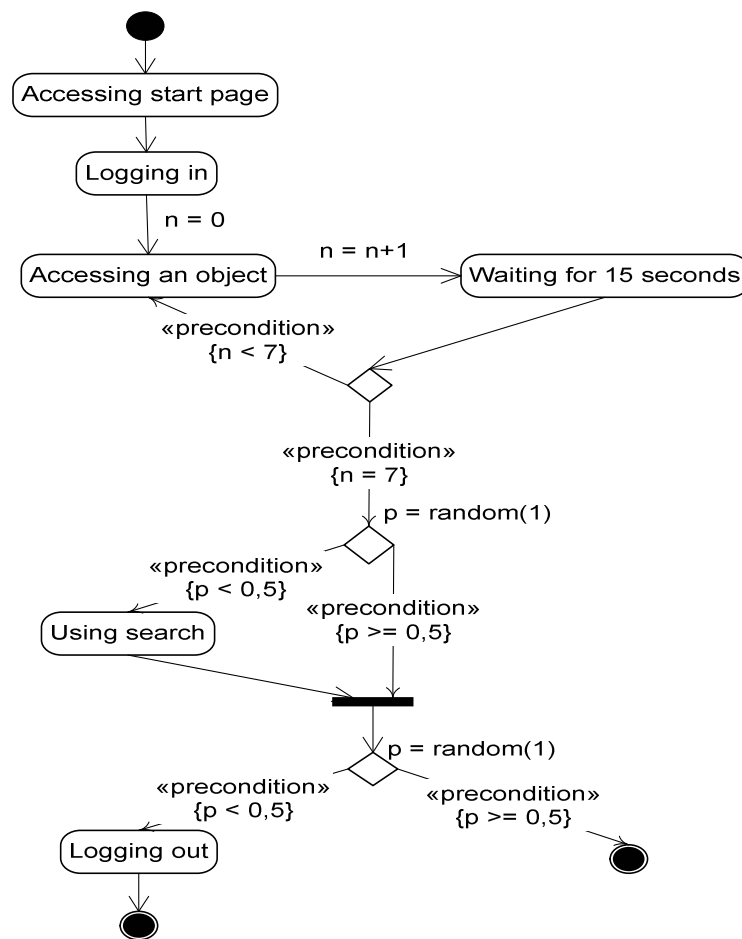 Accessing start page
Logging in
n = 0
n = n+1
Accessing an object
Waiting for 15 seconds
«precondition»
{n < 7}
«precondition»
{n = 7}
p = random(1)
«precondition»
{p < 0,5}
«precondition»
{p >= 0,5}
Using search
p = random(1)
«precondition»
{p < 0,5}
«precondition»
{p >= 0,5}
Logging out